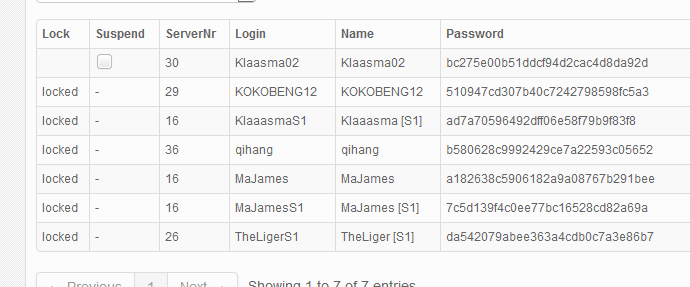 Lock Suspend ServerNr Login Name Password
30 Klaasma02 Klaasma02 bc275e00b51ddcf94d2cac4d8da92d
locked - 29 KOKOBENG12 KOKOBENG12 510947cd307b40c7242798598fc5a3
locked - 16 KlaaasmaS1 Klaaasma [S1] ad7a70596492dff06e58f79b9f83f8
locked - 36 qihang qihang b580628c9992429ce7a22593c05652
locked - 16 MaJames MaJames a182638c5906182a9a08767b291bee
locked - 16 MaJamesS1 MaJames [S1] 7c5d139f4c0ee77bc16528cd82a69a
locked - 26 TheLigerS1 TheLiger [S1] da542079abee363a4cdb0c7a3e86b7
← Previous 1 Next → Showing 1 to 7 of 7 entries